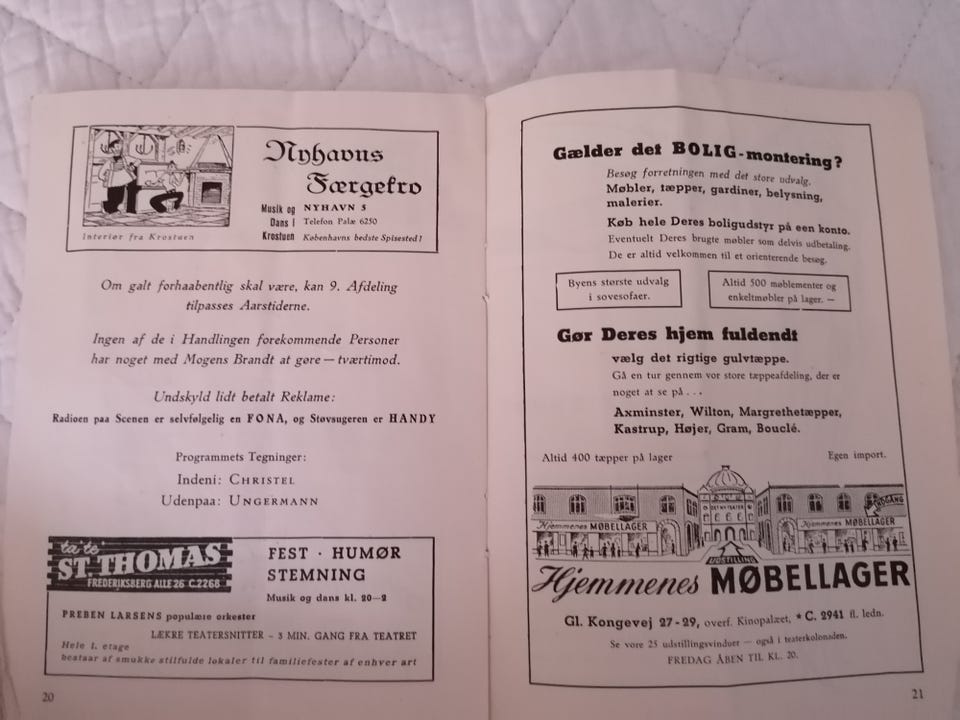 Nyhavns
Færgekro
Musik og
Dans i
Krostuen
NYHAVN 5
Telefon Palæ 6250
Københavns bedste Spisested!
Interiør fra Krostuen
Om galt forhaabentlig skal være, kan 9. Afdeling
tilpasses Aarstiderne.
Ingen af de i Handlingen forekommende Personer
har noget med Mogens Brandt at gøre — tværtimod.
Undskyld lidt betalt Reklame:
Radioen paa Scenen er selvfølgelig en FONA, og Støvsugeren er HANDY
Programmets Tegninger:
Indeni: CHRISTEL
Udenpaa: UNGERMANN
ta' te'
ST. THOMAS
FREDERIKSBERG ALLE 26 C.2268
FEST · HUMØR
STEMNING
Musik og dans kl. 20—2
PREBEN LARSENS populære orkester
LÆKRE TEATERSNITTER - 3 MIN. GANG FRA TEATRET
Hele 1. etage
bestaar af smukke stilfulde lokaler til familiefester af enhver art
20
Gælder det BOLIG-montering?
Besøg forretningen med det store udvalg.
Møbler, tæpper, gardiner, belysning,
malerier.
Køb hele Deres boligudstyr på een konto.
Eventuelt Deres brugte møbler som delvis udbetaling.
De er altid velkommen til et orienterende besøg.
Byens største udvalg
i sovesofaer.
Altid 500 møblementer og
enkeltmøbler på lager. —
Gør Deres hjem fuldendt
vælg det rigtige gulvtæppe.
Gå en tur gennem vor store tæppeafdeling, der er
noget at se på . . .
Axminster, Wilton, Margrethetæpper,
Kastrup, Højer, Gram, Bouclé.
Altid 400 tæpper på lager
Egen import.
DET NY TEATER
INDGANG
Hjemmenes MØBELLAGER
Hjemmenes MØBELLAGER
UDSTILLING
Hjemmenes MØBELLAGER
Gl. Kongevej 27-29, overf. Kinopalæet, * C. 2941 fl. ledn.
Se vore 25 udstillingsvinduer — også i teaterkolonaden.
FREDAG ÅBEN TIL KL. 20.
21